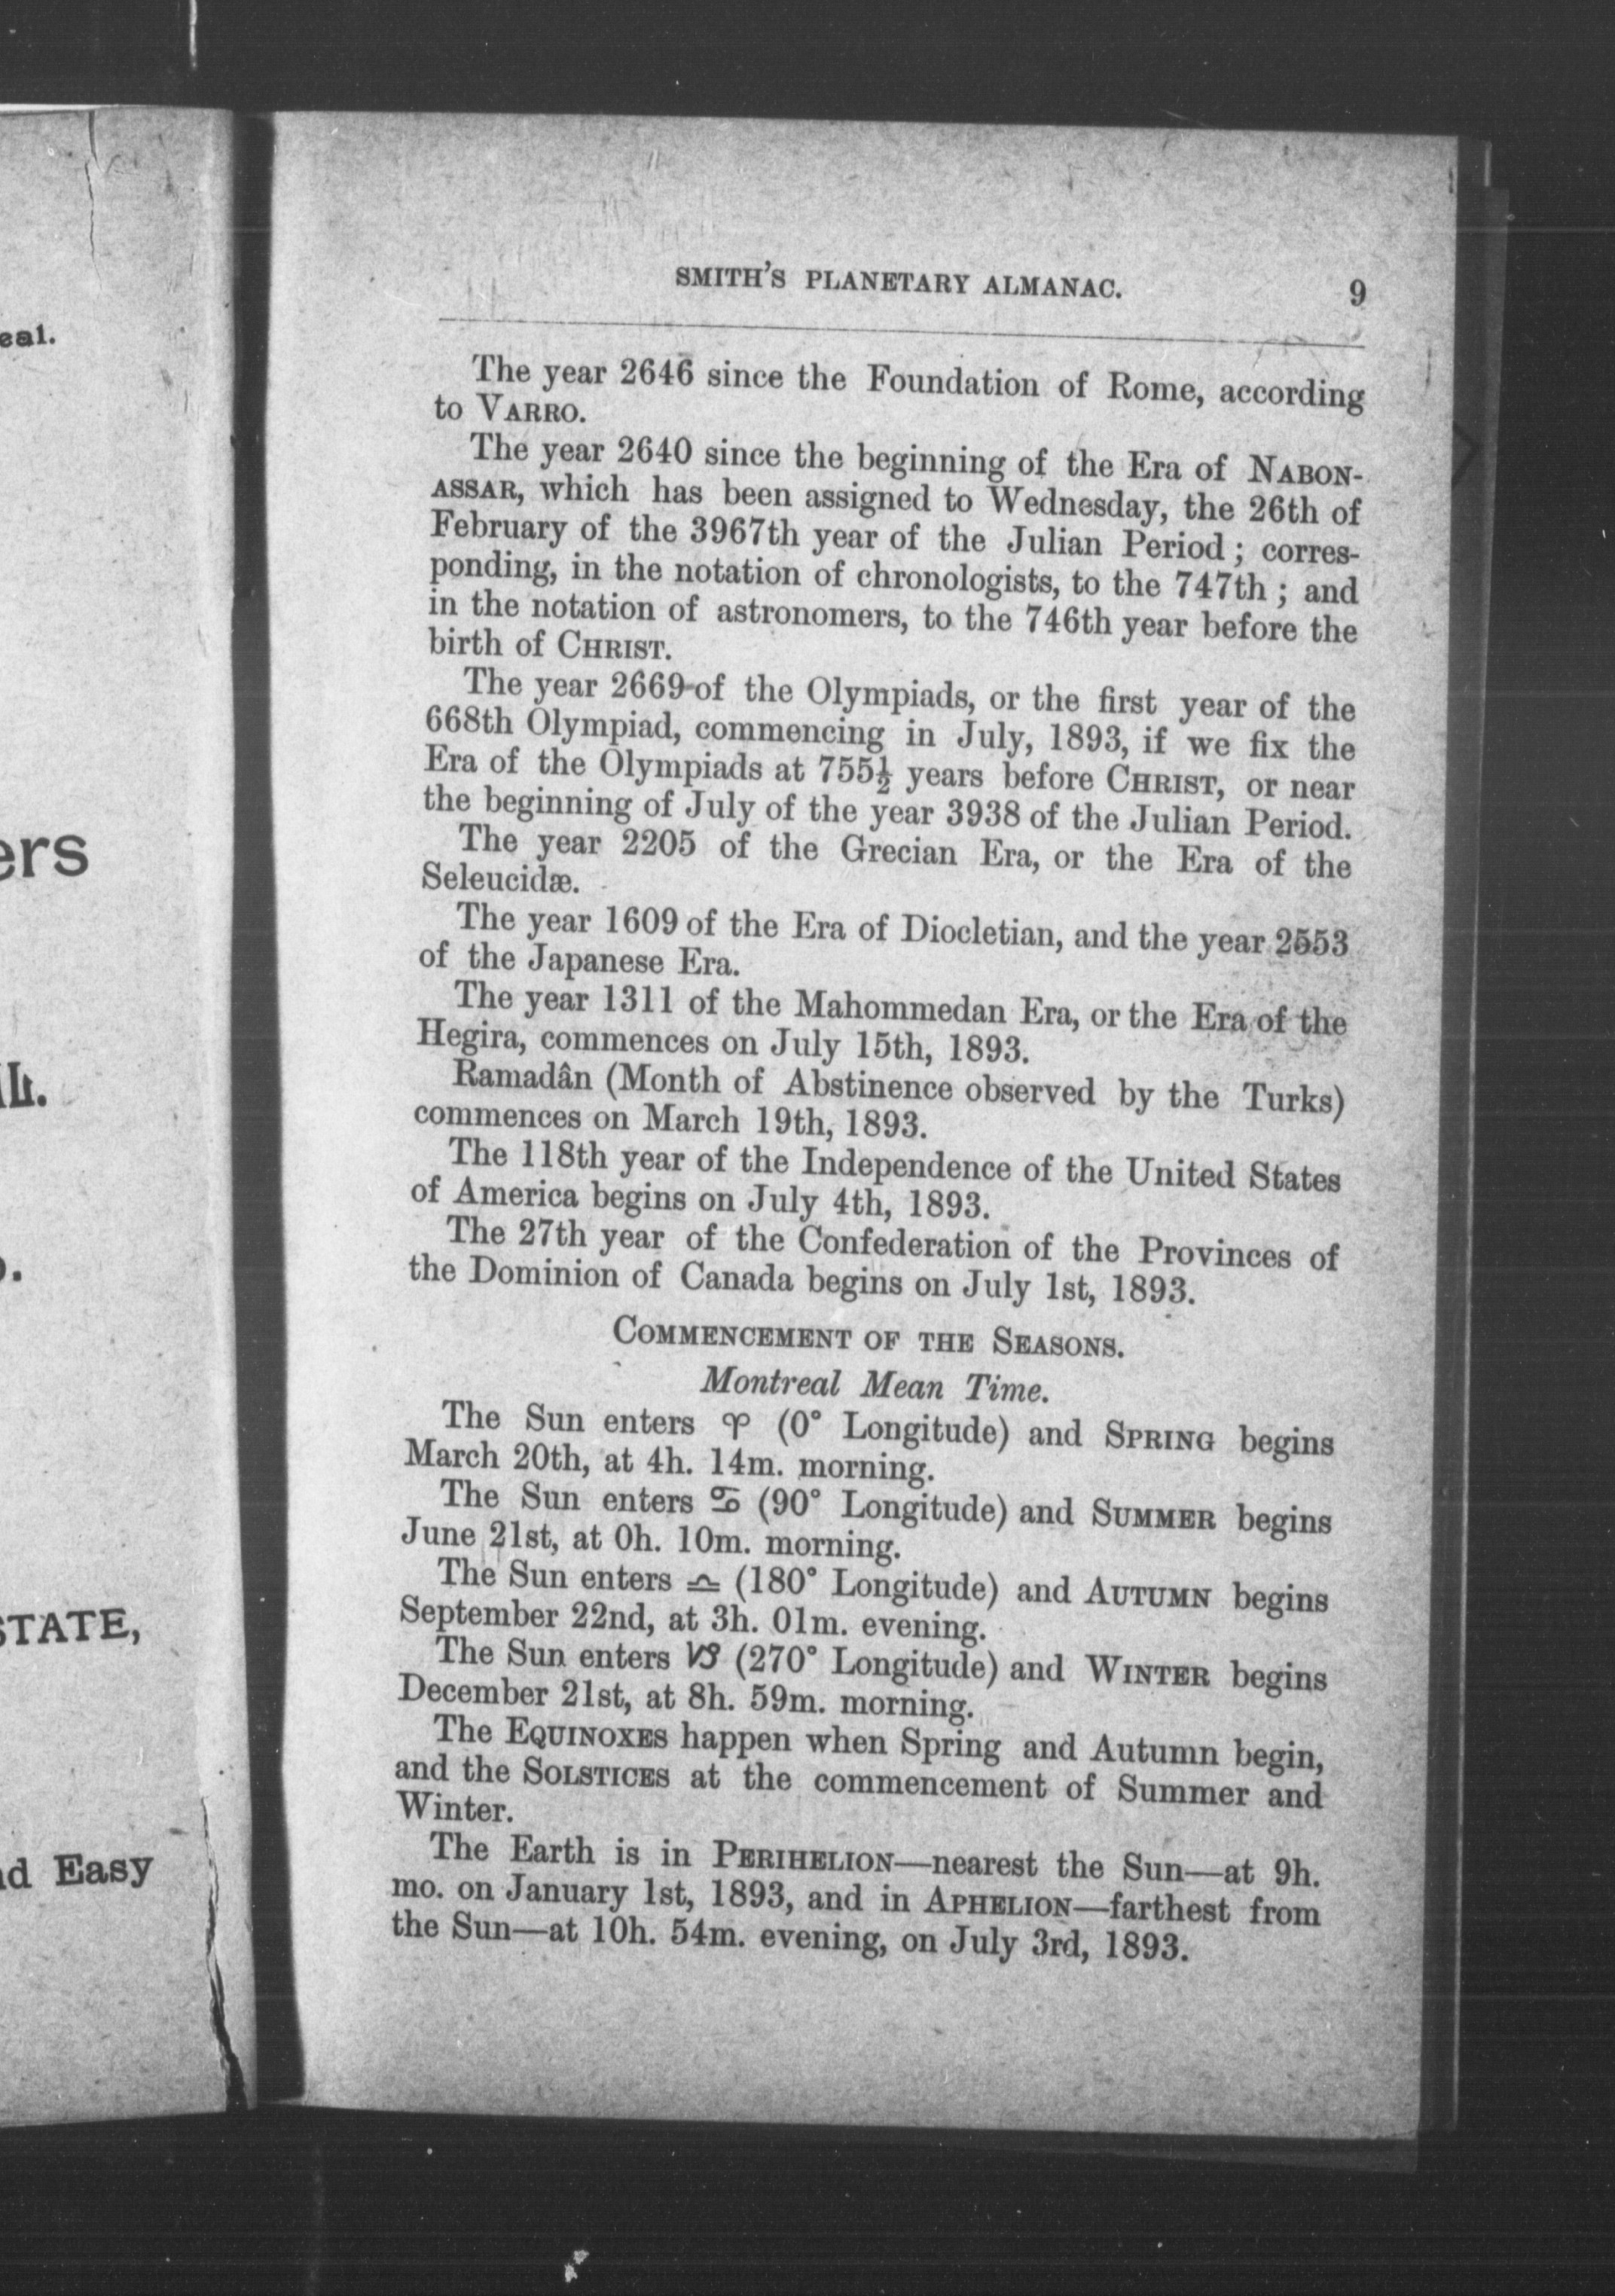 eal.
ers
STATE,
Easy
SMITH'S PLANETARY ALMANAC. 9
The year 2646 since the Foundation of Rome, according
to VARRO.
The year 2640 since the beginning of the Era of NABON-
ASSAR, which has been assigned to Wednesday, the 26th of
February of the 3967th year of the Julian Period; corres-
ponding, in the notation of chronologists, to the 747th; and
in the notation of astronomers, to the 746th year before the
birth of CHRIST.
The year 2669 of the Olympiads, or the first year of the
668th Olympiad, commencing in July, 1893, if we fix the
Era of the Olympiads at 755½ years before CHRIST, or near
the beginning of July of the year 3938 of the Julian Period.
The year 2205 of the Grecian Era, or the Era of the
Seleucidæ.
The year 1609 of the Era of Diocletian, and the year 2553
of the Japanese Era.
The year 1311 of the Mahommedan Era, or the Era of the
Hegira, commences on July 15th, 1893.
Ramadân (Month of Abstinence observed by the Turks)
commences on March 19th, 1893.
The 118th year of the Independence of the United States
of America begins on July 4th, 1893.
The 27th year of the Confederation of the Provinces of
the Dominion of Canada begins on July 1st, 1893.
COMMENCEMENT OF THE SEASONS.
Montreal Mean Time.
The Sun enters ♈ (0° Longitude) and SPRING begins
March 20th, at 4h. 14m. morning.
The Sun enters ♋ (90° Longitude) and SUMMER begins
June 21st, at 0h. 10m. morning.
The Sun enters ♎ (180° Longitude) and AUTUMN begins
September 22nd, at 3h. 01m. evening.
The Sun enters ♑ (270° Longitude) and WINTER begins
December 21st, at 8h. 59m. morning.
The EQUINOXES happen when Spring and Autumn begin,
and the SOLSTICES at the commencement of Summer and
Winter.
The Earth is in PERIHELION—nearest the Sun—at 9h.
mo. on January 1st, 1893, and in APHELION—farthest from
the Sun—at 10h. 54m. evening, on July 3rd, 1893.